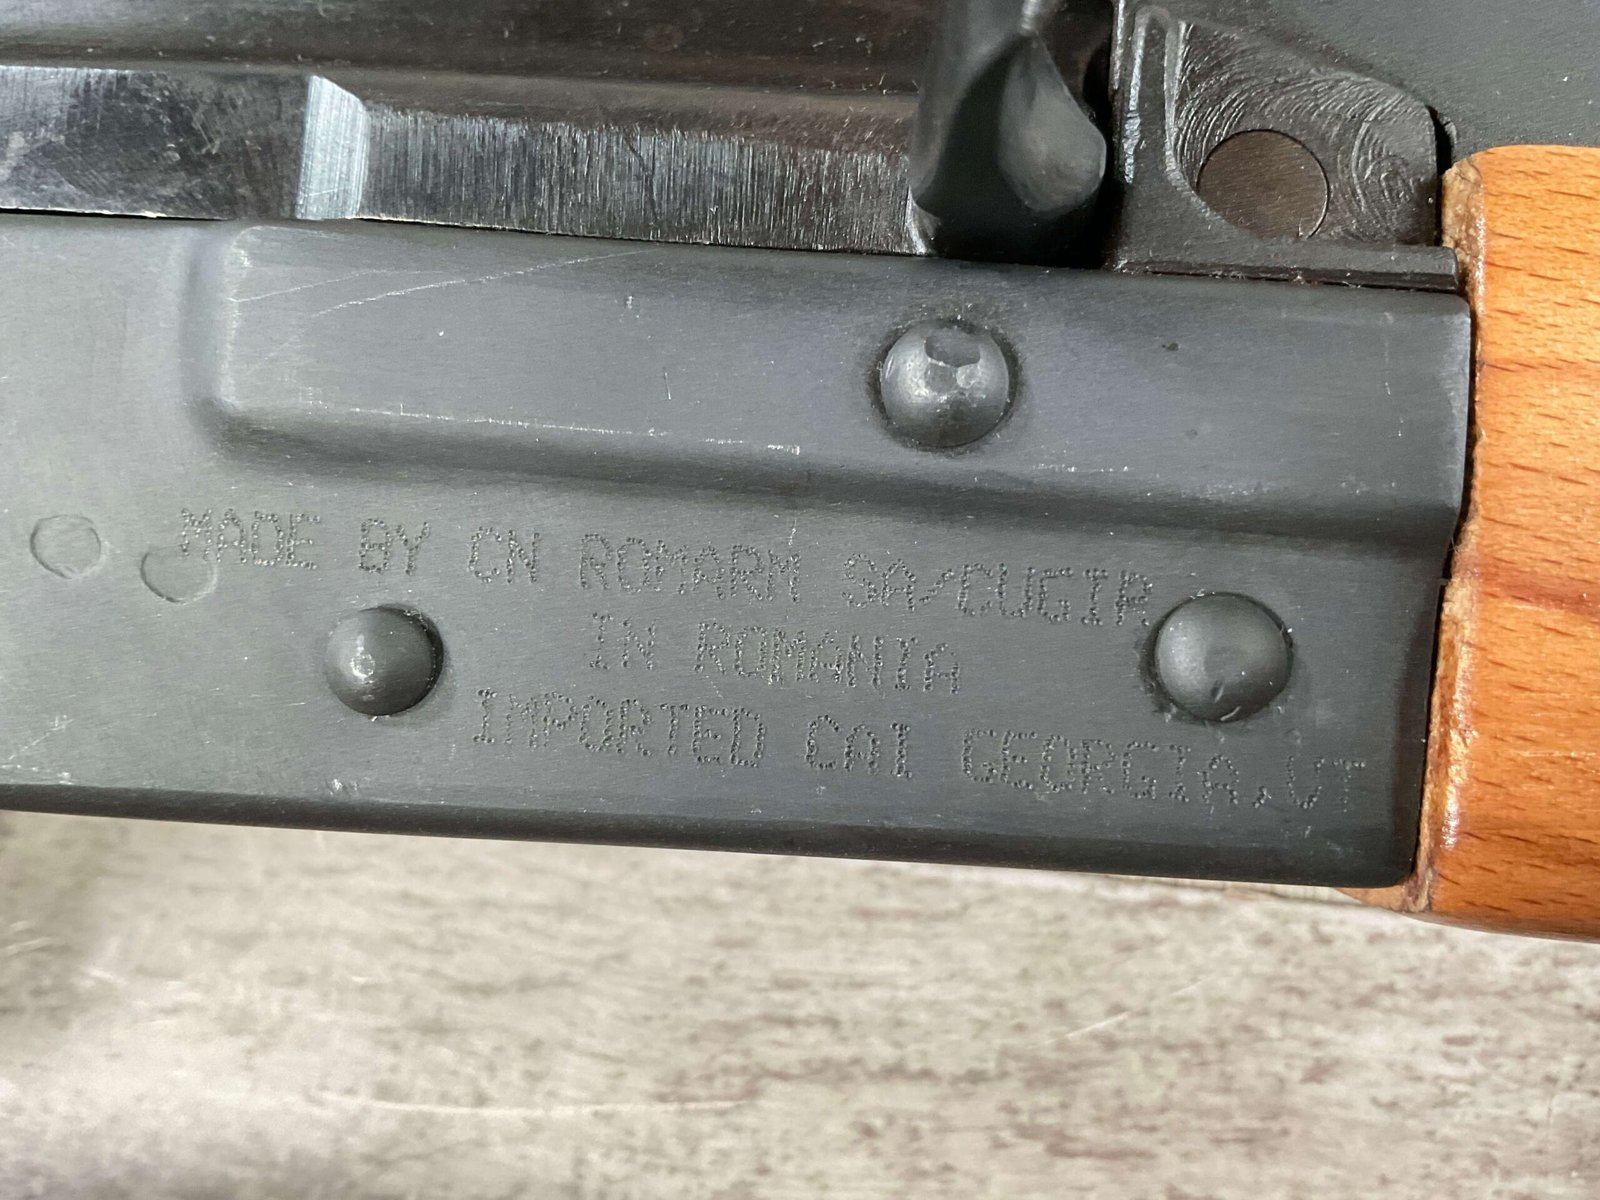 MADE BY CN ROMARM SA/CUGIR
IN ROMANIA
IMPORTED CAI GEORGIA,VT